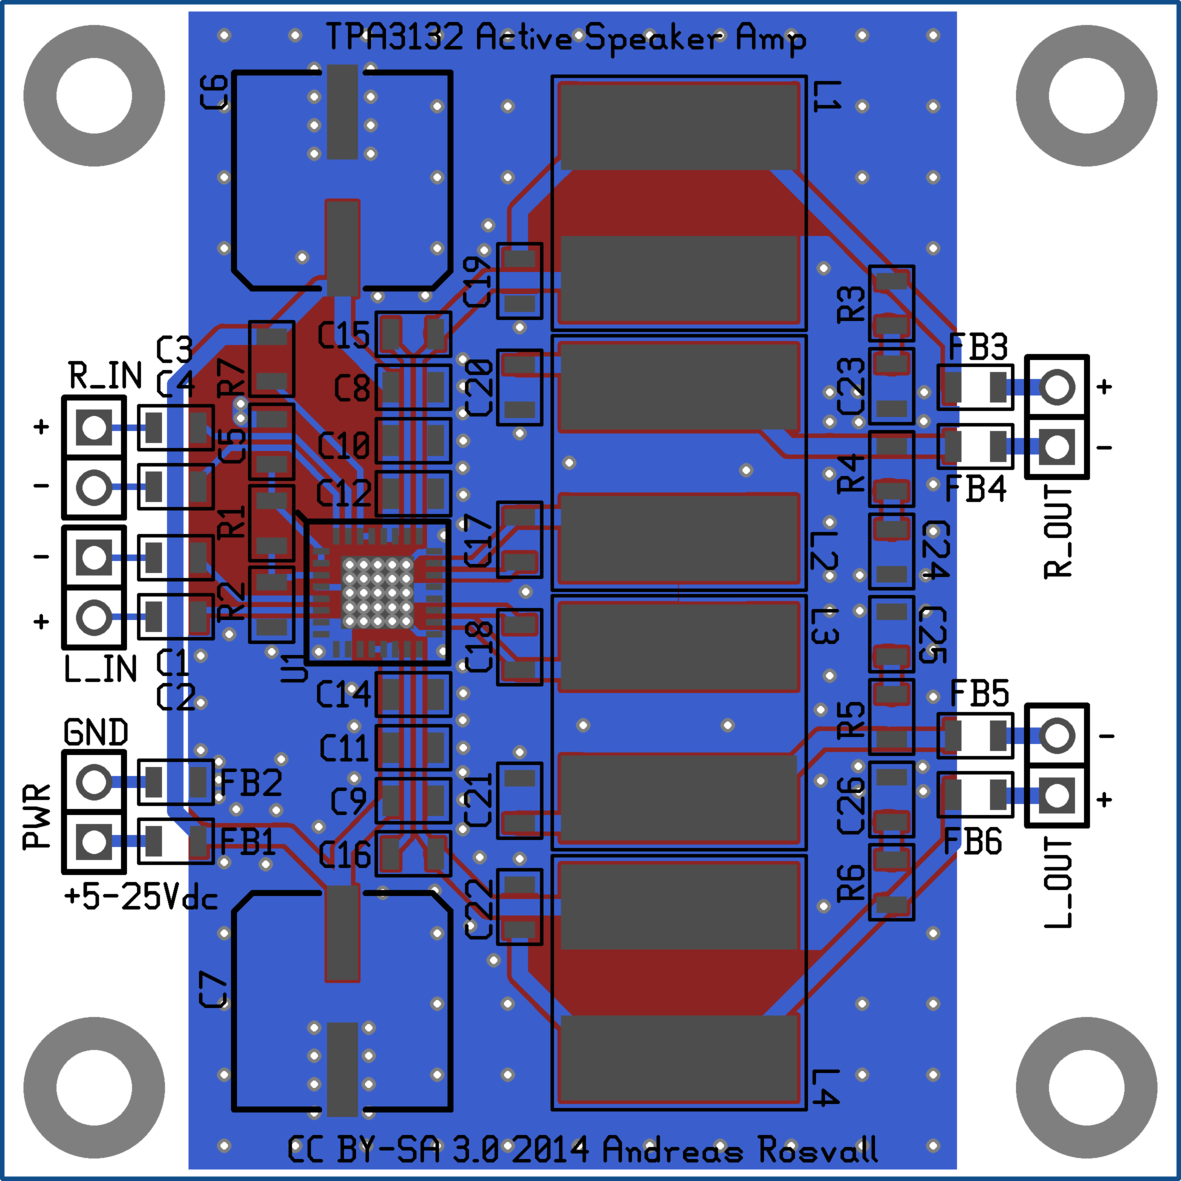 TPA3132 Active Speaker Amp
C6
L1
C19
R3
C15
C3
FB3
R_IN
C4
R7
C8
C20
C23
+
+
C5
C10
-
R4
FB4
-
C12
R1
C17
R_OUT
-
L2
C24
R2
+
C18
L3
C25
L_IN
C1
U1
C2
C14
FB5
R5
GND
C11
-
FB2
PWR
C9
C21
C26
+
FB1
C16
FB6
+5-25Vdc
R6
L_OUT
C22
C7
L4
CC BY-SA 3.0 2014 Andreas Rosvall